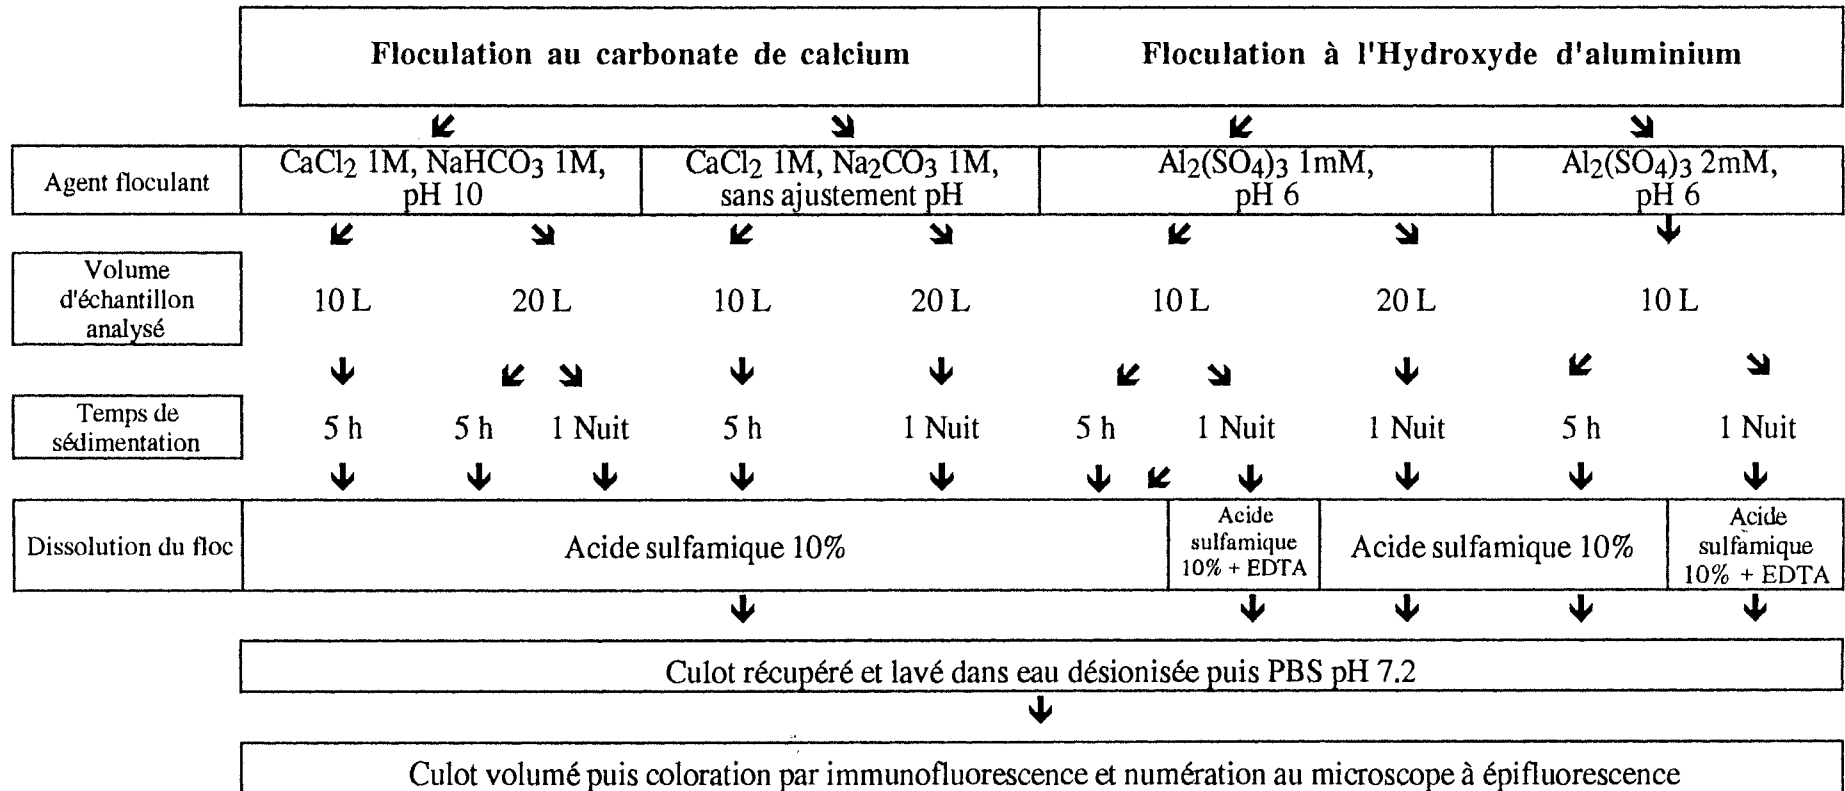 Floculation au carbonate de calcium
Floculation à l'Hydroxyde d'aluminium
Agent floculant
CaCl2 1M, NaHCO3 1M,
pH 10
CaCl2 1M, Na2CO3 1M,
sans ajustement pH
Al2(SO4)3 1mM,
pH 6
Al2(SO4)3 2mM,
pH 6
Volume
d'échantillon
analysé
10 L
20 L
10 L
20 L
10 L
20 L
10 L
Temps de
sédimentation
5 h
5 h
1 Nuit
5 h
1 Nuit
5 h
1 Nuit
1 Nuit
5 h
1 Nuit
Dissolution du floc
Acide sulfamique 10%
Acide
sulfamique
10% + EDTA
Acide sulfamique 10%
Acide
sulfamique
10% + EDTA
Culot récupéré et lavé dans eau désionisée puis PBS pH 7.2
Culot volumé puis coloration par immunofluorescence et numération au microscope à épifluorescence